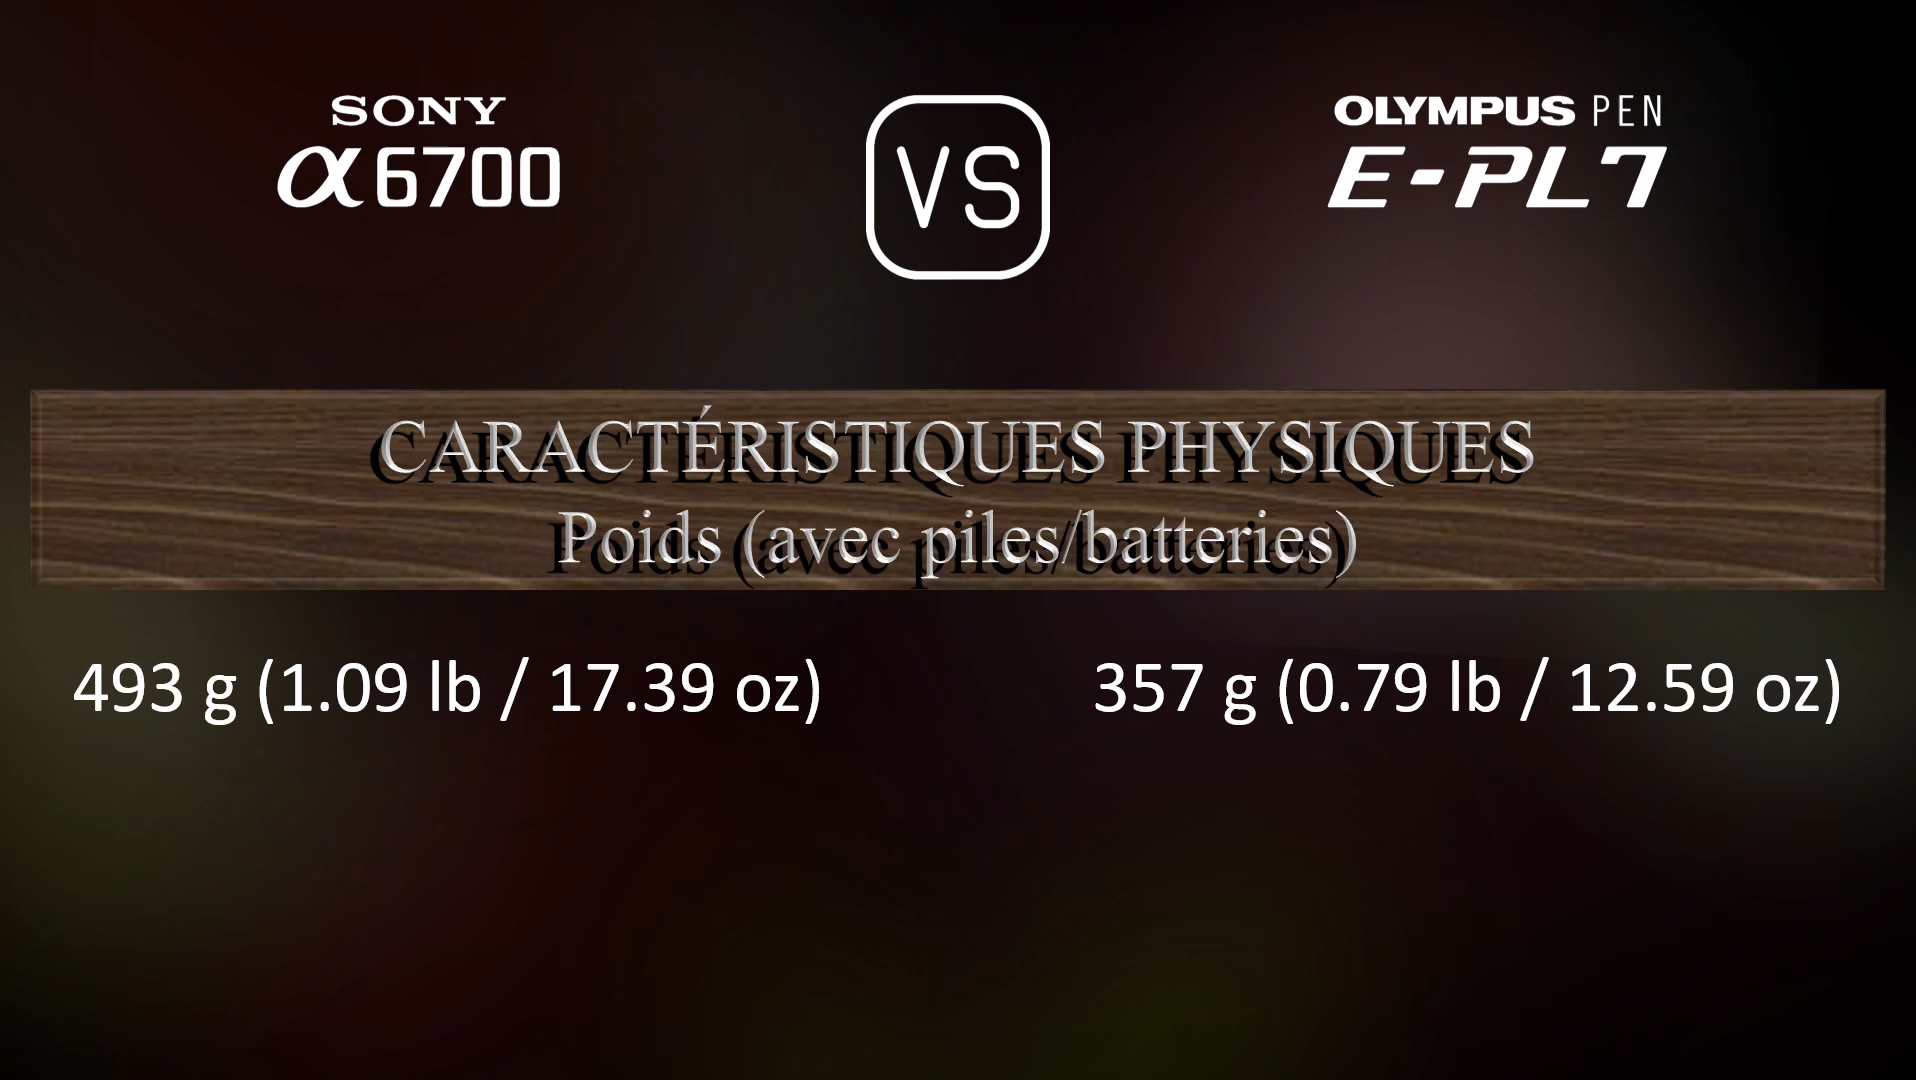 SONY
α6700
VS
OLYMPUS PEN
E-PL7
CARACTÉRISTIQUES PHYSIQUES
Poids (avec piles/batteries)
493 g (1.09 lb / 17.39 oz)
357 g (0.79 lb / 12.59 oz)